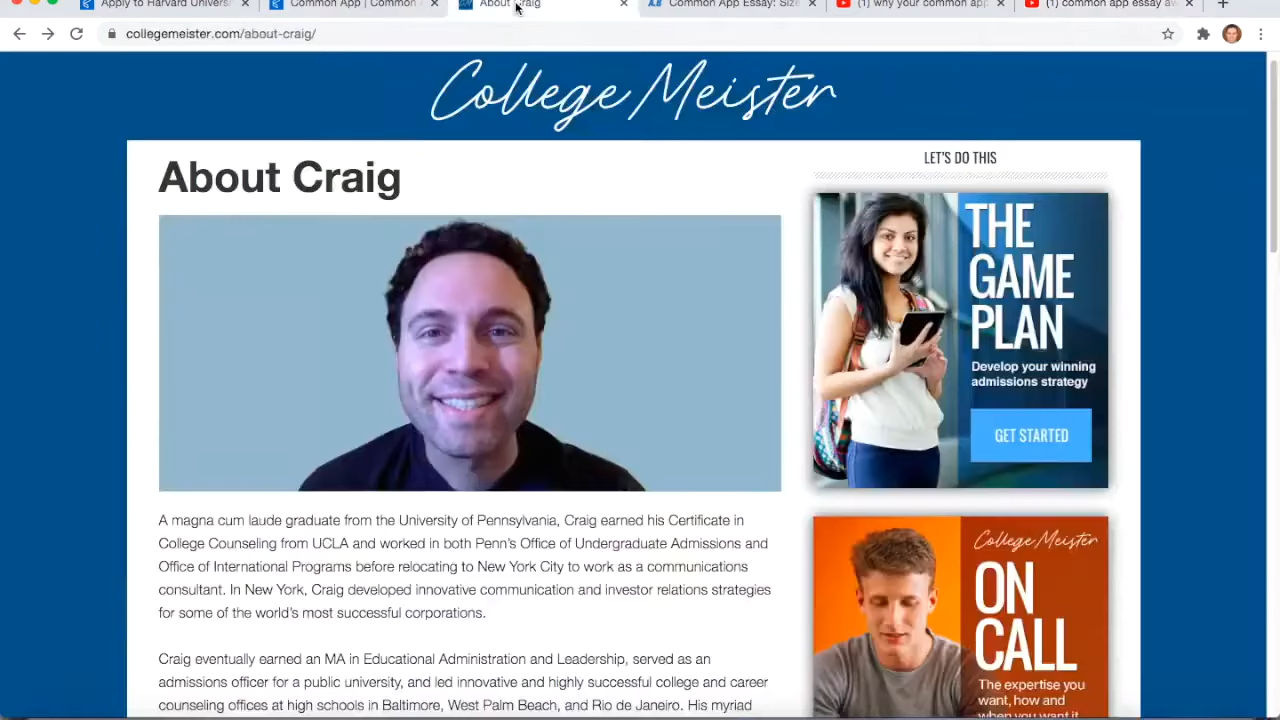 Apply to Harvard Univers
Common App | Common
About Craig
Common App Essay: Size
(1) why your common app
(1) common app essay aw
collegemeister.com/about-craig/
College Meister
About Craig
LET'S DO THIS
THE
GAME
PLAN
Develop your winning
admissions strategy
GET STARTED
A magna cum laude graduate from the University of Pennsylvania, Craig earned his Certificate in
College Counseling from UCLA and worked in both Penn's Office of Undergraduate Admissions and
Office of International Programs before relocating to New York City to work as a communications
consultant. In New York, Craig developed innovative communication and investor relations strategies
for some of the world's most successful corporations.
Craig eventually earned an MA in Educational Administration and Leadership, served as an
admissions officer for a public university, and led innovative and highly successful college and career
counseling offices at high schools in Baltimore, West Palm Beach, and Rio de Janeiro. His myriad
College Meister
ON
CALL
The expertise you
want, how and
when you want it